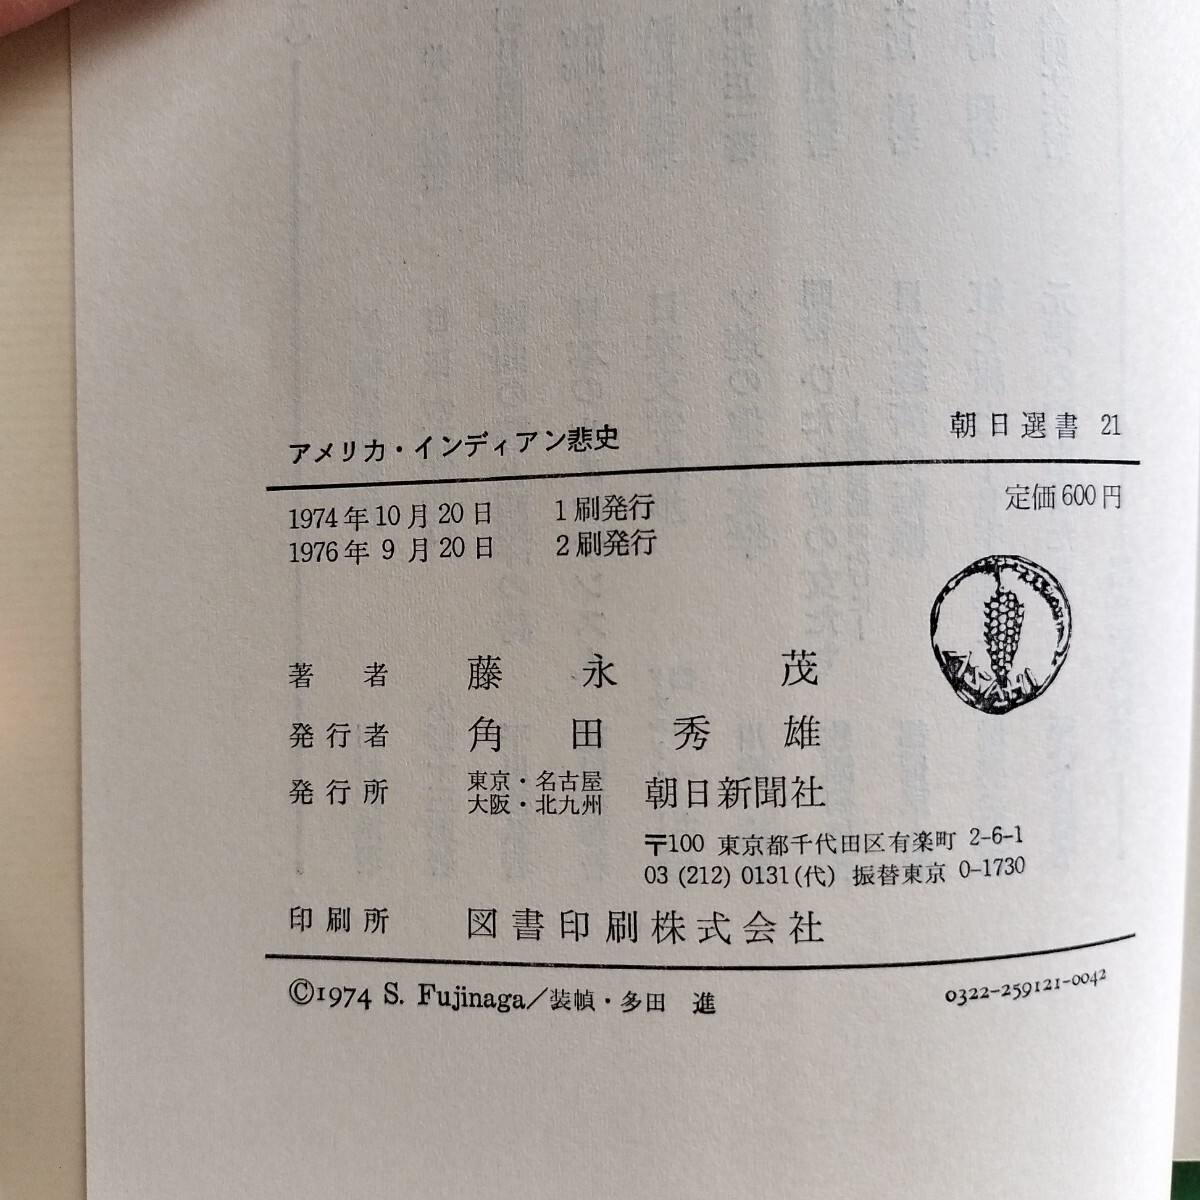 アメリカ・インディアン悲史
朝日選書 21
1974年10月20日 1刷発行
定価600円
1976年9月20日 2刷発行
著者 藤永 茂
発行者 角田秀雄
発行所 東京・名古屋
大阪・北九州 朝日新聞社
〒100 東京都千代田区有楽町 2-6-1
03 (212) 0131(代) 振替東京 0-1730
印刷所 図書印刷株式会社
©1974 S. Fujinaga/装幀・多田 進
0322-259121-0042
ASAHI